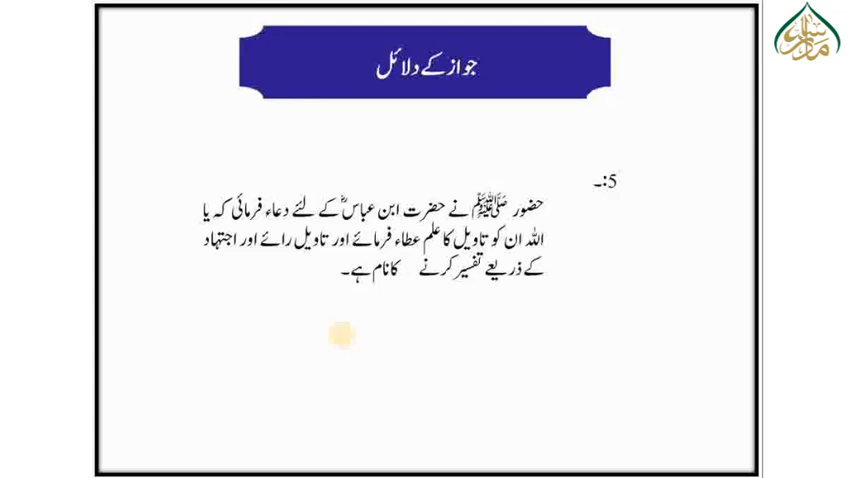 جواز کے دلائل
5:۔
حضور ﷺ نے حضرت ابن عباسؓ کے لئے دعاء فرمائی کہ یا
اللہ ان کو تاویل کا علم عطاء فرمائے اور تاویل رائے اور اجتہاد
کے ذریعے تفسیر کرنے کا نام ہے۔